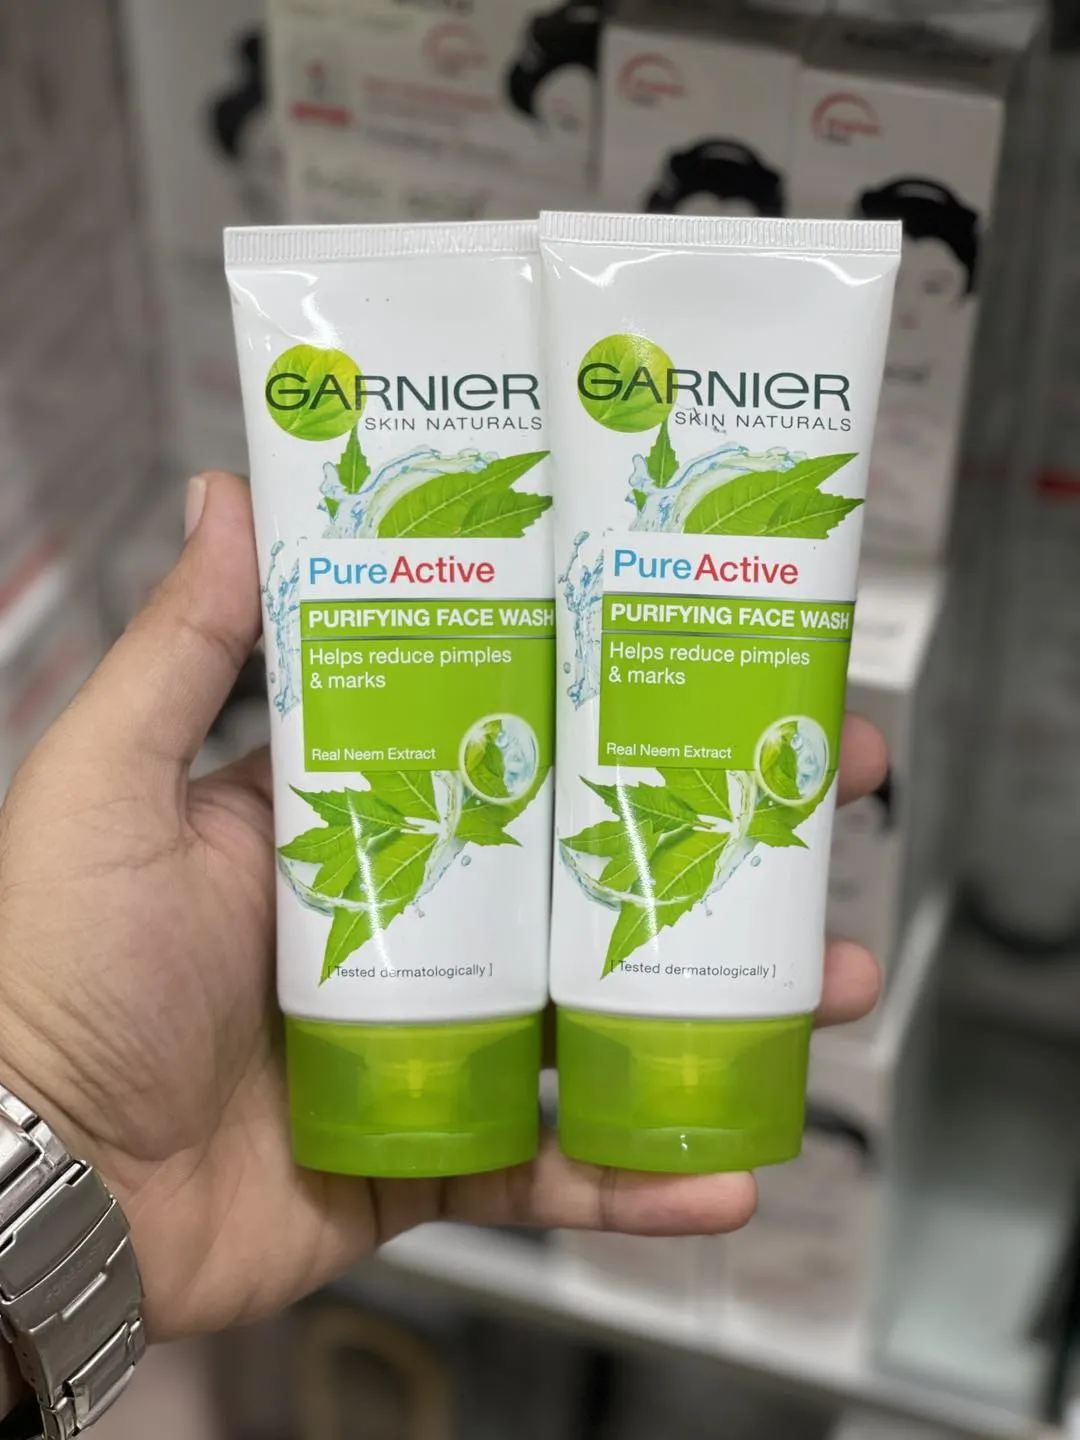 GARNIER
SKIN NATURALS
PureActive
PURIFYING FACE WASH
Helps reduce pimples
& marks
Real Neem Extract
[ Tested dermatologically ]
GARNIER
SKIN NATURALS
PureActive
PURIFYING FACE WASH
Helps reduce pimples
& marks
Real Neem Extract
[ Tested dermatologically ]